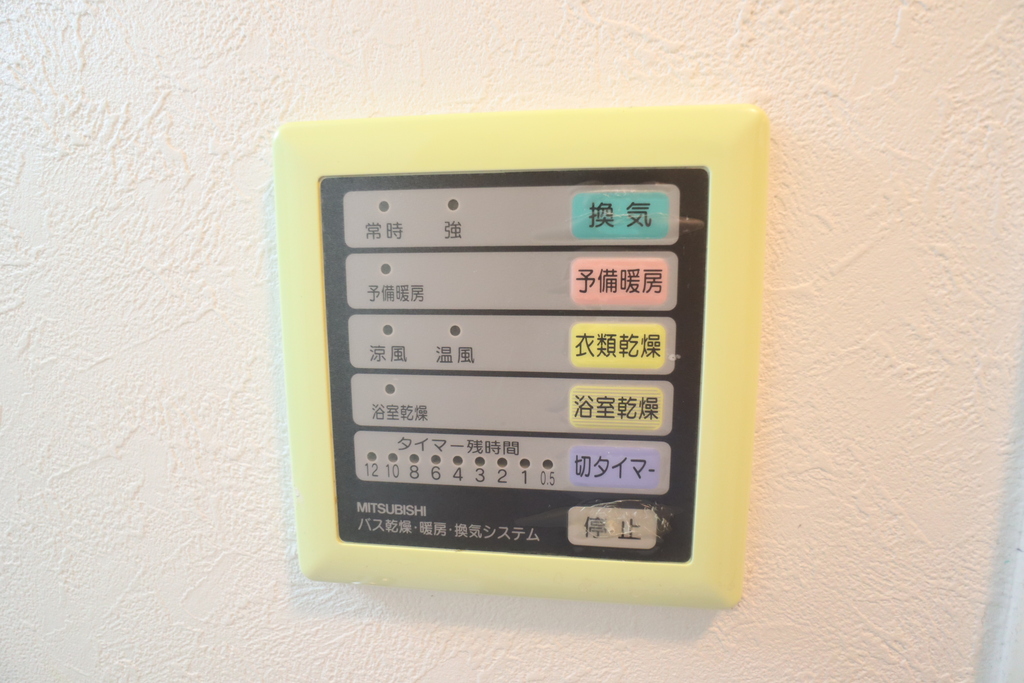 換気
常時 強
予備暖房
予備暖房
衣類乾燥
涼風 温風
浴室乾燥
浴室乾燥
タイマー残時間
切タイマー
12 10 8 6 4 3 2 1 0.5
MITSUBISHI
バス乾燥・暖房・換気システム
停止